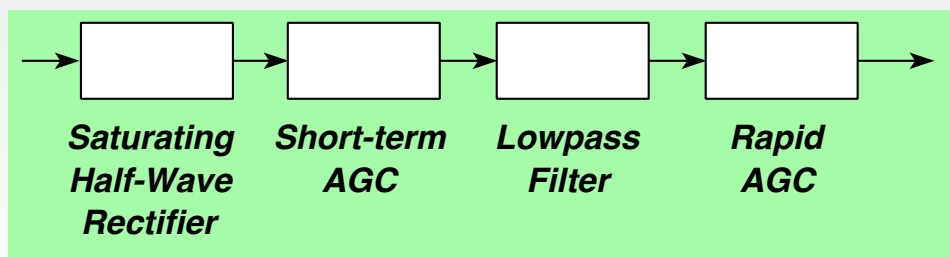 Saturating
Half-Wave
Rectifier
Short-term
AGC
Lowpass
Filter
Rapid
AGC